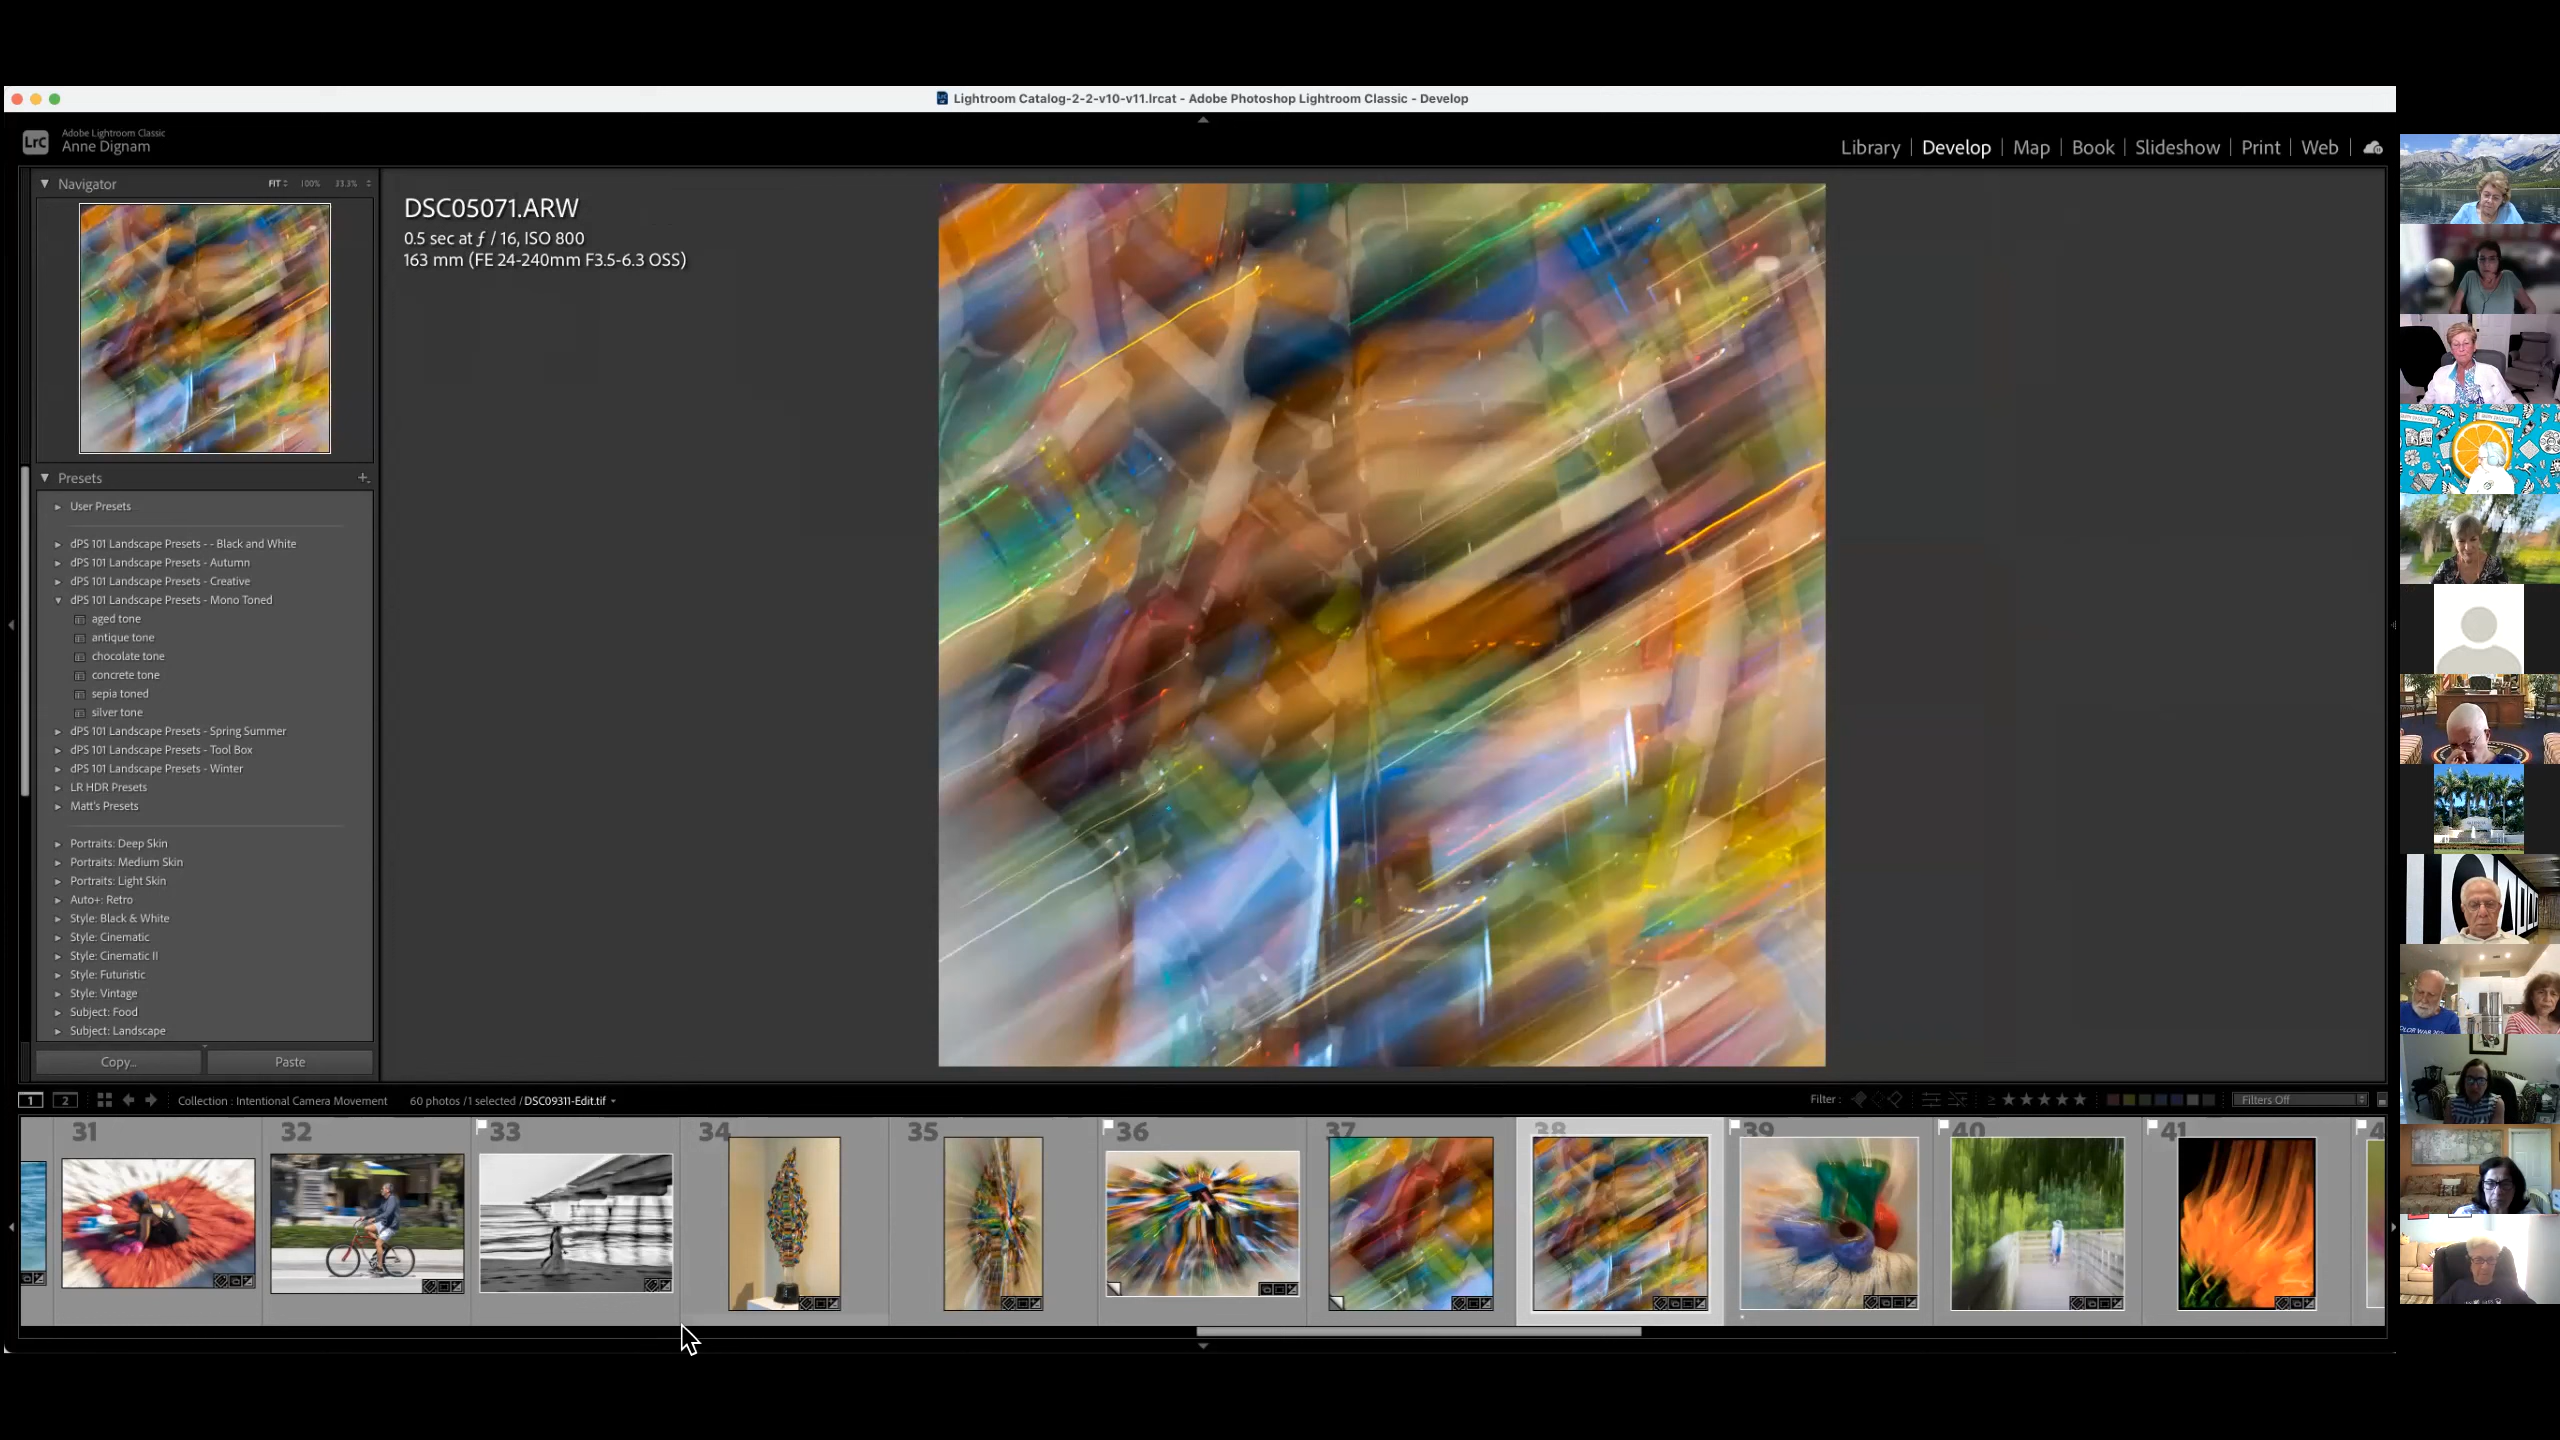 Lightroom Catalog-2-2-v10-v11.lrcat - Adobe Photoshop Lightroom Classic - Develop
LrC
Adobe Lightroom Classic
Anne Dignam
Library | Develop | Map | Book | Slideshow | Print | Web
Navigator
FIT
100%
33.3%
DSC05071.ARW
0.5 sec at ƒ / 16, ISO 800
163 mm (FE 24-240mm F3.5-6.3 OSS)
Presets
User Presets
dPS 101 Landscape Presets - - Black and White
dPS 101 Landscape Presets - Autumn
dPS 101 Landscape Presets - Creative
dPS 101 Landscape Presets - Mono Toned
aged tone
antique tone
chocolate tone
concrete tone
sepia toned
silver tone
dPS 101 Landscape Presets - Spring Summer
dPS 101 Landscape Presets - Tool Box
dPS 101 Landscape Presets - Winter
LR HDR Presets
Matt's Presets
Portraits: Deep Skin
Portraits: Medium Skin
Portraits: Light Skin
Auto+: Retro
Style: Black & White
Style: Cinematic
Style: Cinematic II
Style: Futuristic
Style: Vintage
Subject: Food
Subject: Landscape
Copy...
Paste
1
2
Collection : Intentional Camera Movement
60 photos / 1 selected / DSC09311-Edit.tif
Filter :
Filters Off
31
32
33
34
35
36
37
38
39
40
41